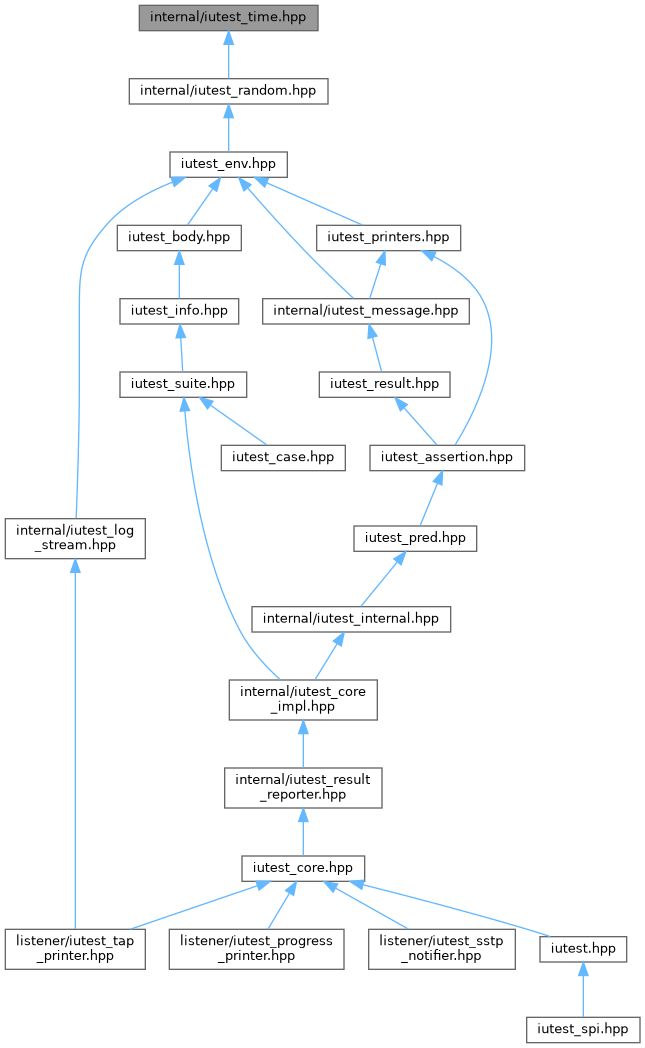 internal/iutest_time.hpp
internal/iutest_random.hpp
iutest_env.hpp
iutest_body.hpp
iutest_printers.hpp
iutest_info.hpp
internal/iutest_message.hpp
iutest_suite.hpp
iutest_result.hpp
iutest_case.hpp
iutest_assertion.hpp
internal/iutest_log
_stream.hpp
iutest_pred.hpp
internal/iutest_internal.hpp
internal/iutest_core
_impl.hpp
internal/iutest_result
_reporter.hpp
iutest_core.hpp
listener/iutest_tap
_printer.hpp
listener/iutest_progress
_printer.hpp
listener/iutest_sstp
_notifier.hpp
iutest.hpp
iutest_spi.hpp